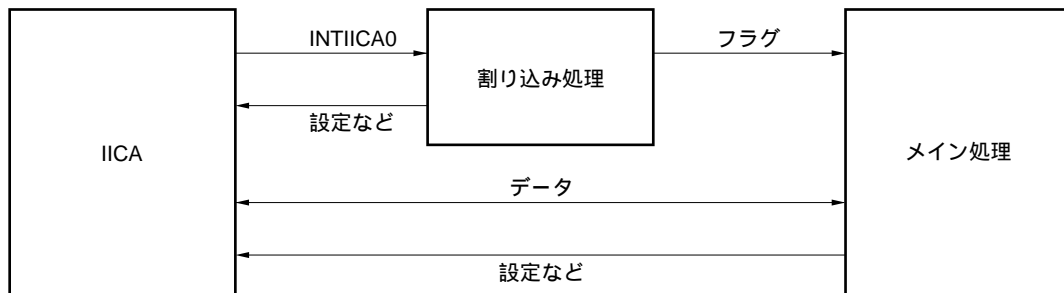 INTIICA0
フラグ
割り込み処理
設定など
IICA
メイン処理
データ
設定など